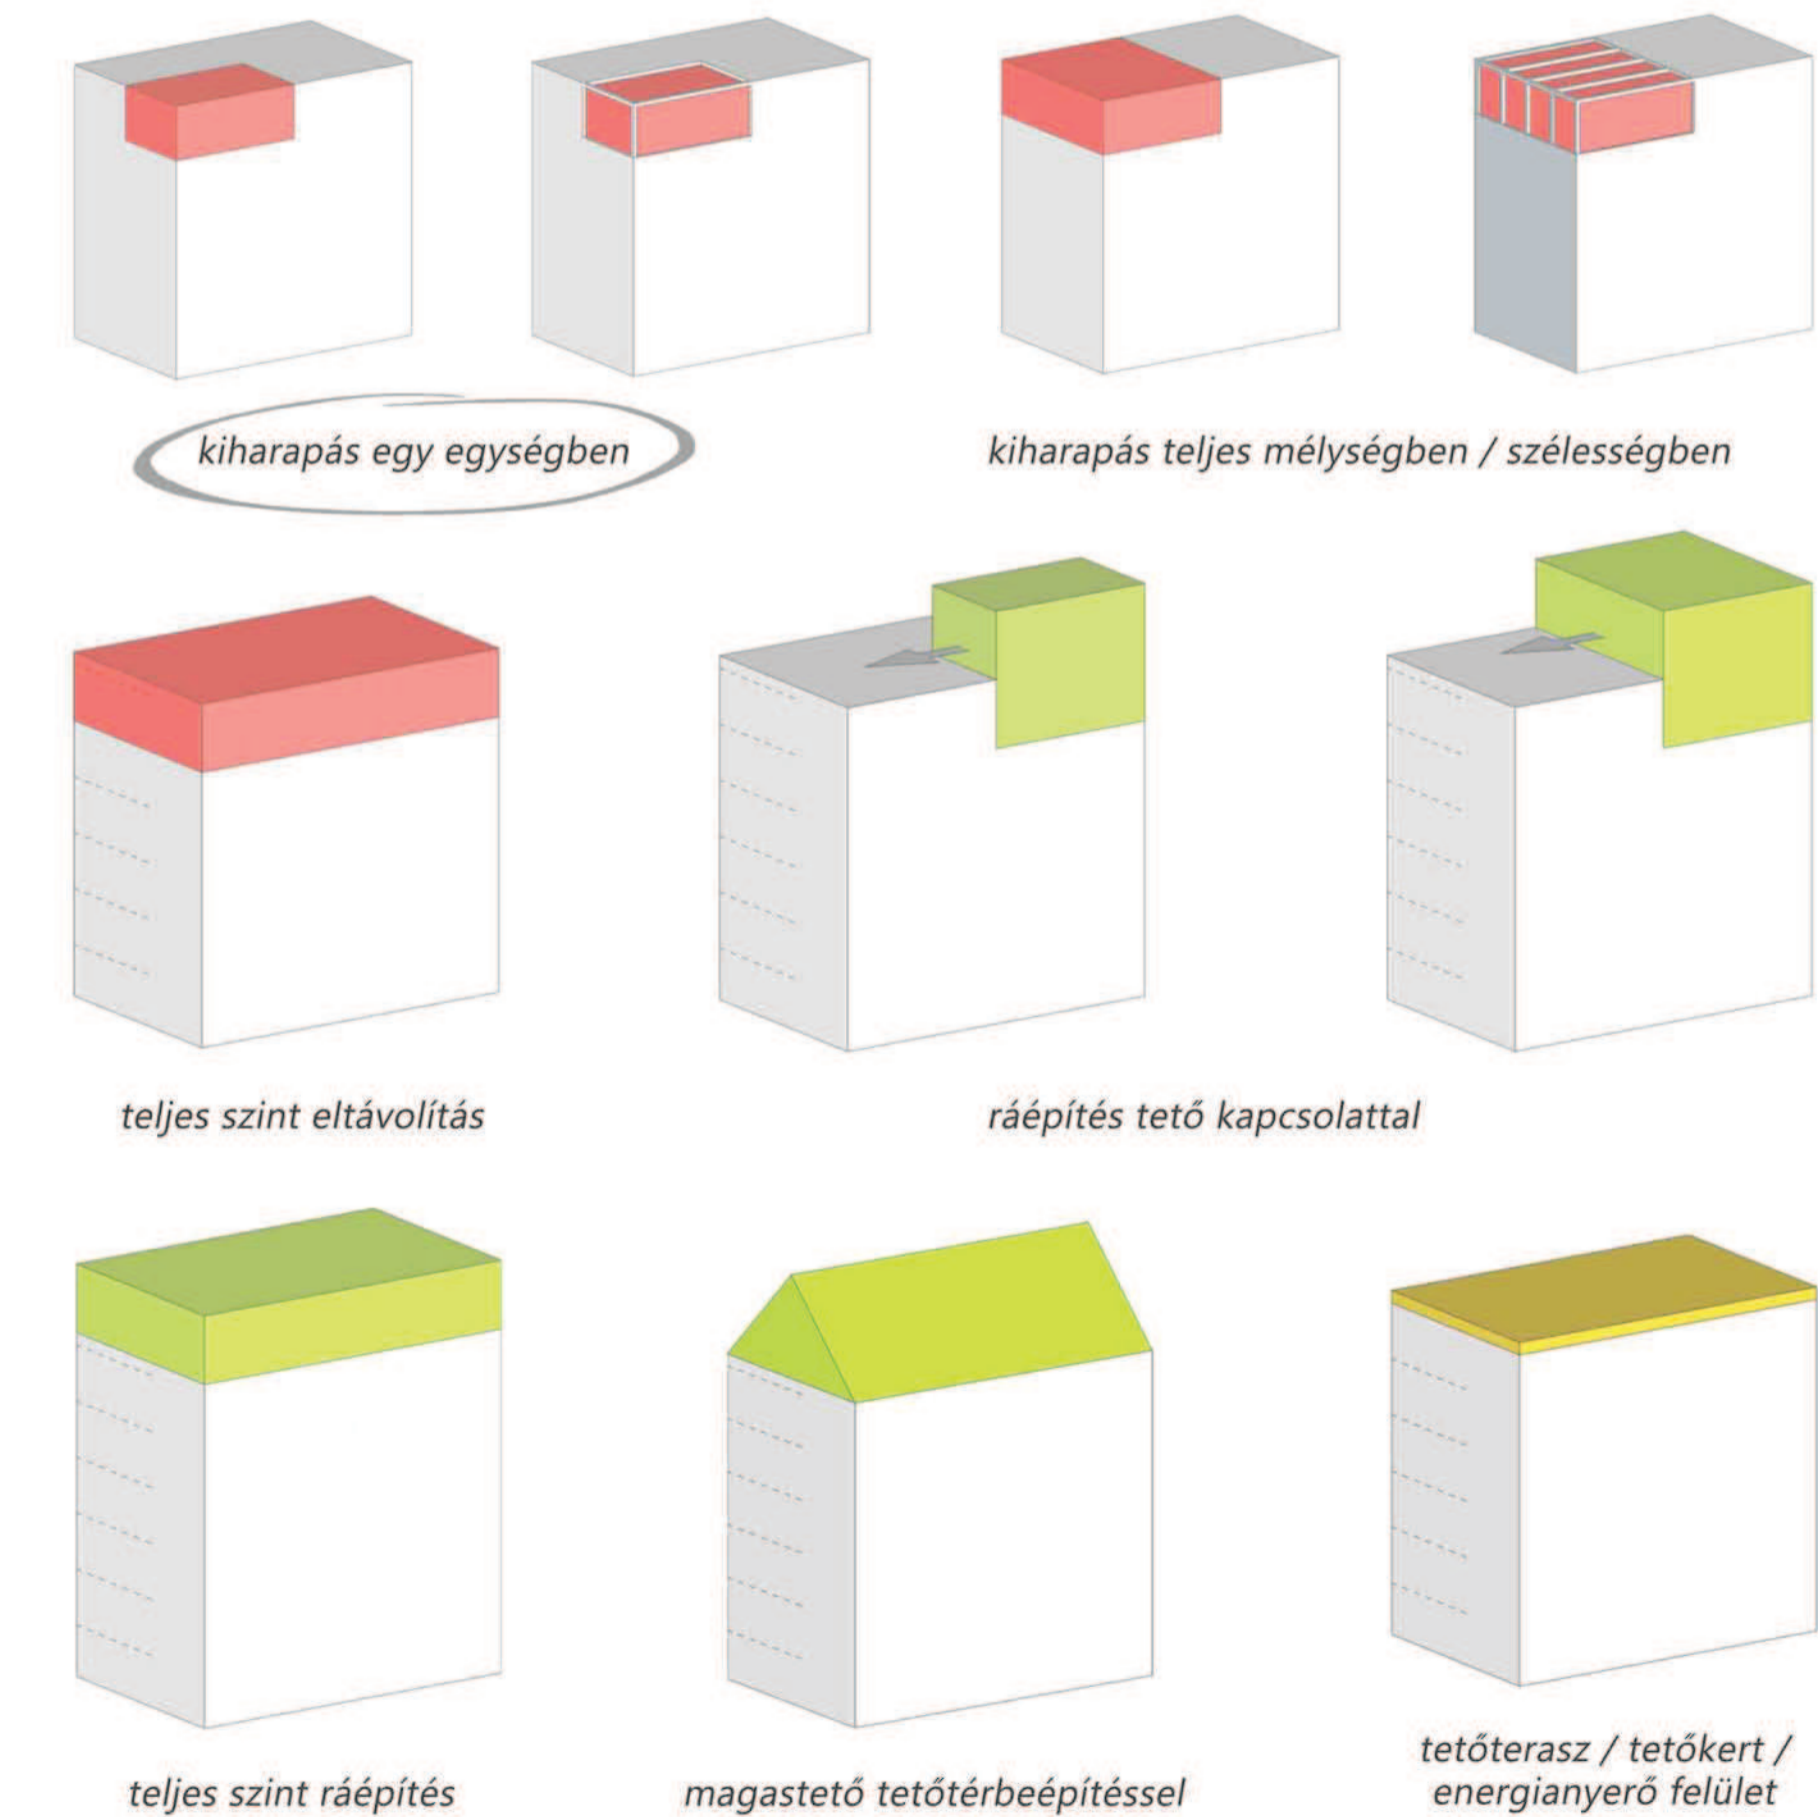 kiharapás egy egységben
kiharapás teljes mélységben / szélességben
teljes szint eltávolítás
ráépítés tető kapcsolattal
teljes szint ráépítés
magastető tetőtérbeépítéssel
tetőterasz / tetőkert /
energianyerő felület